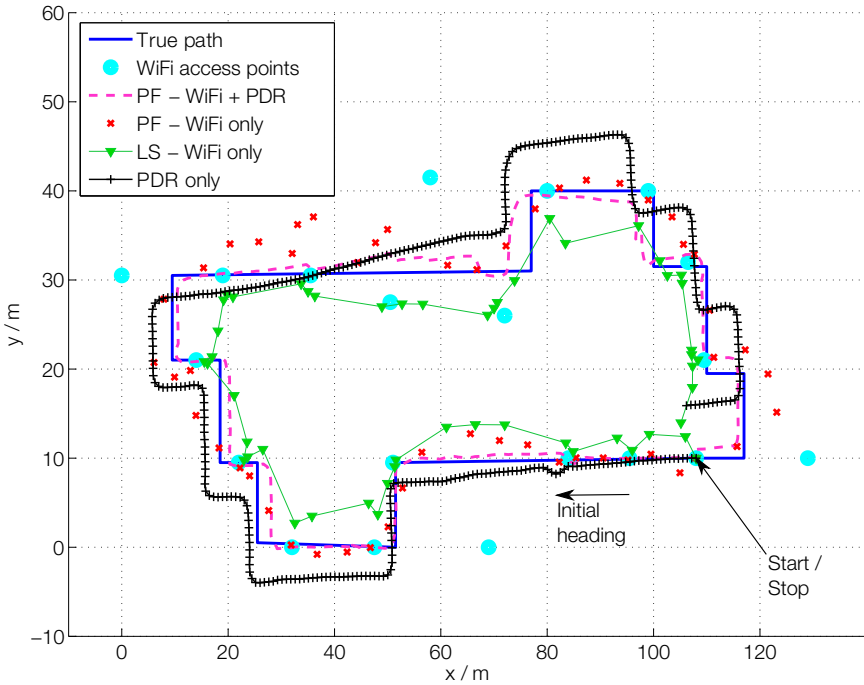 60
50
40
30
20
10
0
−10
y / m
True path
WiFi access points
PF − WiFi + PDR
PF − WiFi only
LS − WiFi only
PDR only
Initial
heading
Start /
Stop
0
20
40
60
80
100
120
x / m